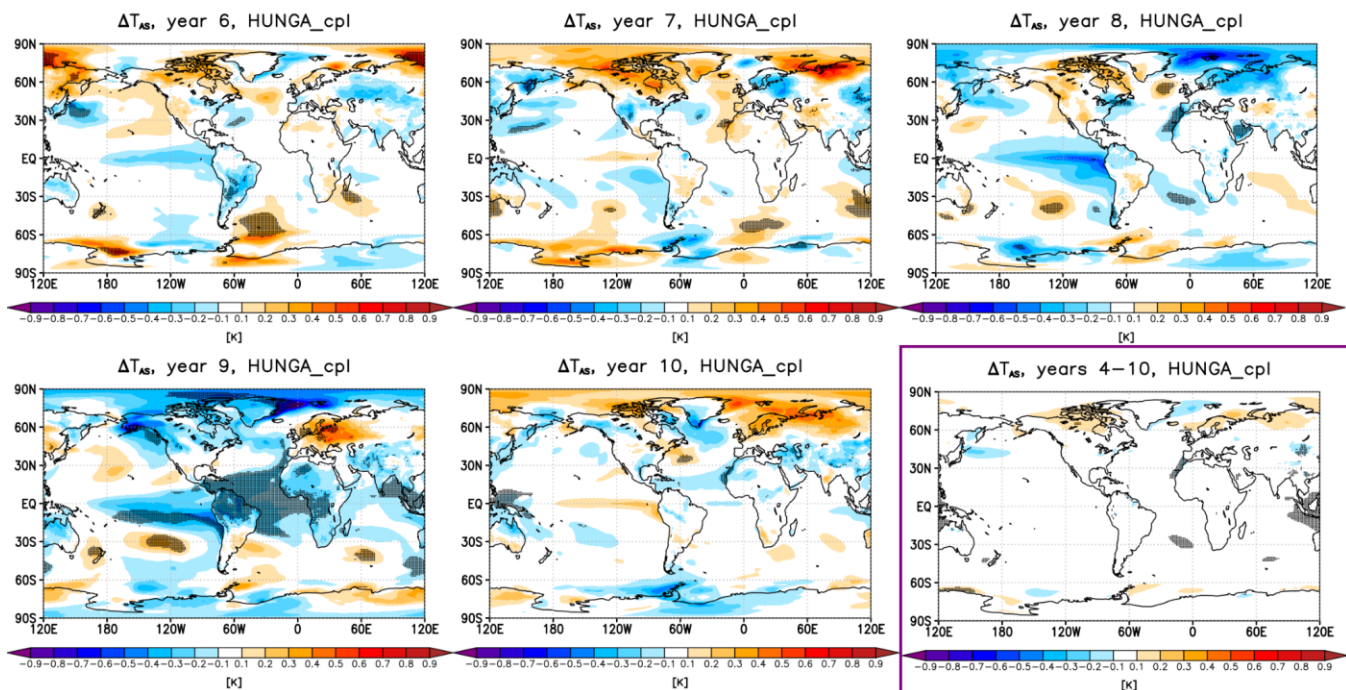 ΔT_AS, year 6, HUNGA_cpl
ΔT_AS, year 7, HUNGA_cpl
ΔT_AS, year 8, HUNGA_cpl
90N
60N
30N
EQ
30S
60S
90S
120E 180 120W 60W 0 60E 120E
-0.9 -0.8 -0.7 -0.6 -0.5 -0.4 -0.3 -0.2 -0.1 0.1 0.2 0.3 0.4 0.5 0.6 0.7 0.8 0.9
[K]
90N
60N
30N
EQ
30S
60S
90S
120E 180 120W 60W 0 60E 120E
-0.9 -0.8 -0.7 -0.6 -0.5 -0.4 -0.3 -0.2 -0.1 0.1 0.2 0.3 0.4 0.5 0.6 0.7 0.8 0.9
[K]
90N
60N
30N
EQ
30S
60S
90S
120E 180 120W 60W 0 60E 120E
-0.9 -0.8 -0.7 -0.6 -0.5 -0.4 -0.3 -0.2 -0.1 0.1 0.2 0.3 0.4 0.5 0.6 0.7 0.8 0.9
[K]
ΔT_AS, year 9, HUNGA_cpl
ΔT_AS, year 10, HUNGA_cpl
ΔT_AS, years 4-10, HUNGA_cpl
90N
60N
30N
EQ
30S
60S
90S
120E 180 120W 60W 0 60E 120E
-0.9 -0.8 -0.7 -0.6 -0.5 -0.4 -0.3 -0.2 -0.1 0.1 0.2 0.3 0.4 0.5 0.6 0.7 0.8 0.9
[K]
90N
60N
30N
EQ
30S
60S
90S
120E 180 120W 60W 0 60E 120E
-0.9 -0.8 -0.7 -0.6 -0.5 -0.4 -0.3 -0.2 -0.1 0.1 0.2 0.3 0.4 0.5 0.6 0.7 0.8 0.9
[K]
90N
60N
30N
EQ
30S
60S
90S
120E 180 120W 60W 0 60E 120E
-0.9 -0.8 -0.7 -0.6 -0.5 -0.4 -0.3 -0.2 -0.1 0.1 0.2 0.3 0.4 0.5 0.6 0.7 0.8 0.9
[K]